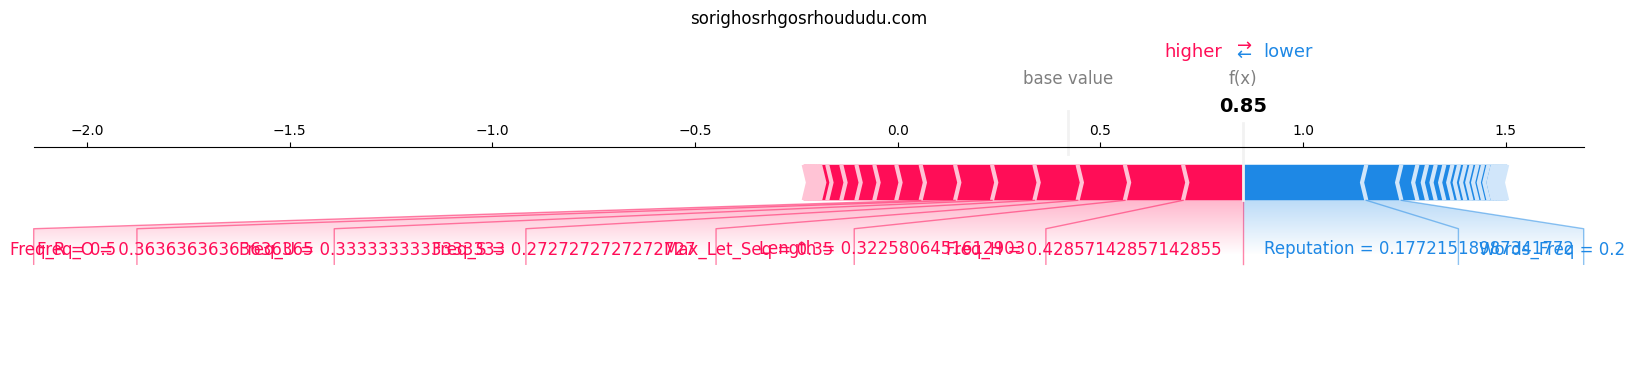 sorighosrhgosrhoududu.com
higher ⇄ lower
base value f(x)
0.85
−2.0 −1.5 −1.0 −0.5 0.0 0.5 1.0 1.5
Freq_R = 0.5 Freq_O = 0.36363636363636365 = 0.3333333333333333 Freq_S = 0.2727272727272727 Max_Let_Seq = 0.35 Length = 0.3225806451612903 Freq_H = 0.42857142857142855 Reputation = 0.17721518987341772 Words_Freq = 0.2